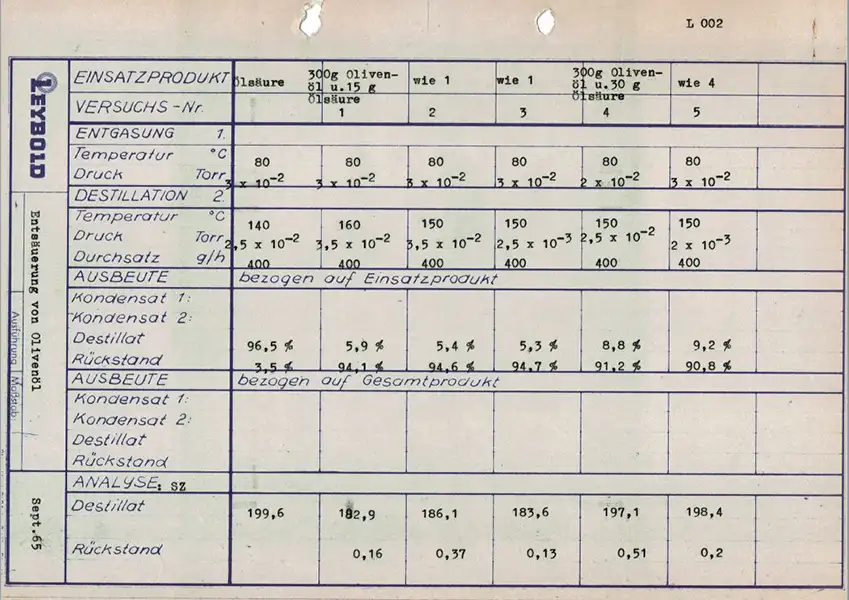 L 002
LEYBOLD
EINSATZPRODUKT Ölsäure 300g Oliven-öl u.15 g Ölsäure wie 1 wie 1 300g Oliven-öl u.30 g Ölsäure wie 4
VERSUCHS-Nr. 1 2 3 4 5
ENTGASUNG 1.
Temperatur °C 80 80 80 80 80 80
Druck Torr 3 x 10-2 3 x 10-2 3 x 10-2 3 x 10-2 2 x 10-2 3 x 10-2
DESTILLATION 2.
Temperatur °C 140 160 150 150 150 150
Druck Torr 2,5 x 10-2 3,5 x 10-2 3,5 x 10-2 2,5 x 10-3 2,5 x 10-2 2 x 10-3
Durchsatz g/h 400 400 400 400 400 400
AUSBEUTE bezogen auf Einsatzprodukt
Kondensat 1:
Kondensat 2:
Destillat 96,5 % 5,9 % 5,4 % 5,3 % 8,8 % 9,2 %
Rückstand 3,5 % 94,1 % 94,6 % 94,7 % 91,2 % 90,8 %
AUSBEUTE bezogen auf Gesamtprodukt
Kondensat 1:
Kondensat 2:
Destillat
Rückstand
ANALYSE: SZ
Destillat 199,6 182,9 186,1 183,6 197,1 198,4
Rückstand 0,16 0,37 0,13 0,51 0,2
Entsäuerung von Olivenöl
Ausführung Maßstab:
Sept.65